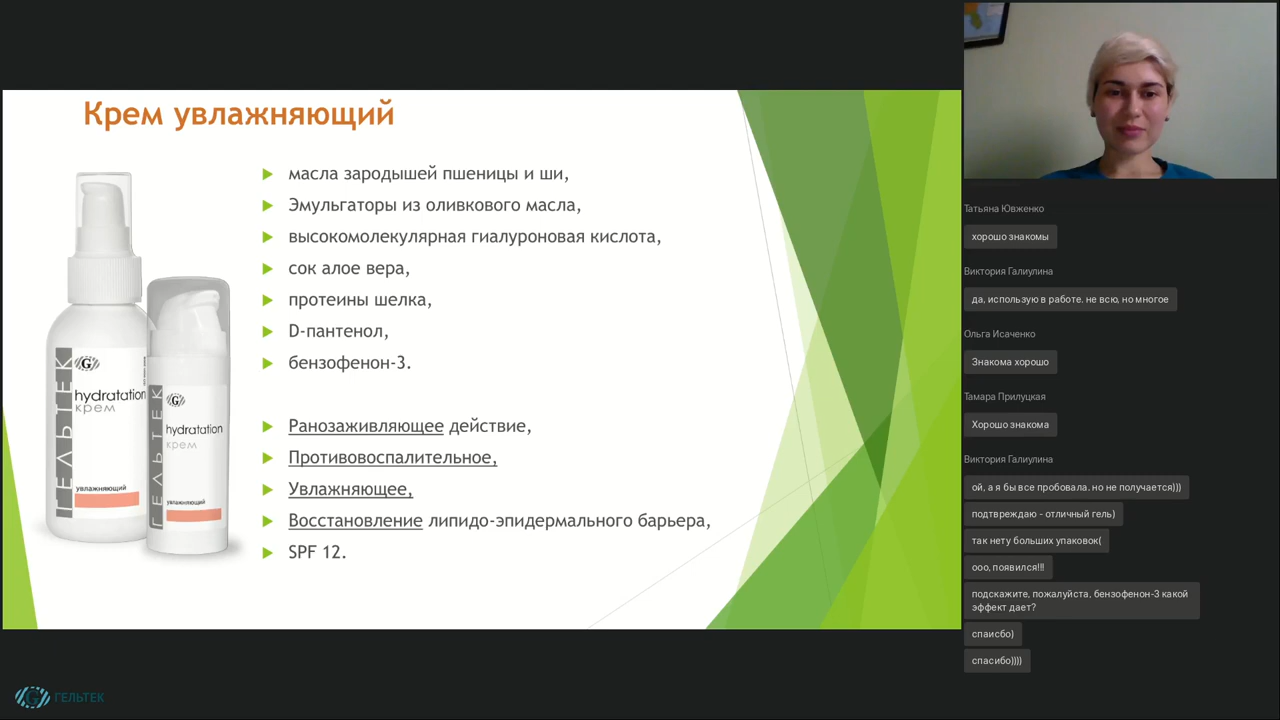 Крем увлажняющий
масла зародышей пшеницы и ши,
Эмульгаторы из оливкового масла,
высокомолекулярная гиалуроновая кислота,
сок алое вера,
протеины шелка,
D-пантенол,
бензофенон-3.
Ранозаживляющее действие,
Противовоспалительное,
Увлажняющее,
Восстановление липидо-эпидермального барьера,
SPF 12.
ГЕЛЬТЕК
G
hydratation
крем
увлажняющий
ГЕЛЬТЕК
G
hydratation
крем
увлажняющий
Татьяна Ювженко
хорошо знакомы
Виктория Галиулина
да, использую в работе. не всю, но многое
Ольга Исаченко
Знакома хорошо
Тамара Прилуцкая
Хорошо знакома
Виктория Галиулина
ой, а я бы все пробовала. но не получается)))
подтвреждаю - отличный гель)
так нету больших упаковок(
ооо, появился!!!
подскажите, пожалуйста, бензофенон-3 какой
эффект дает?
спаисбо)
спасибо))))
G ГЕЛЬТЕК